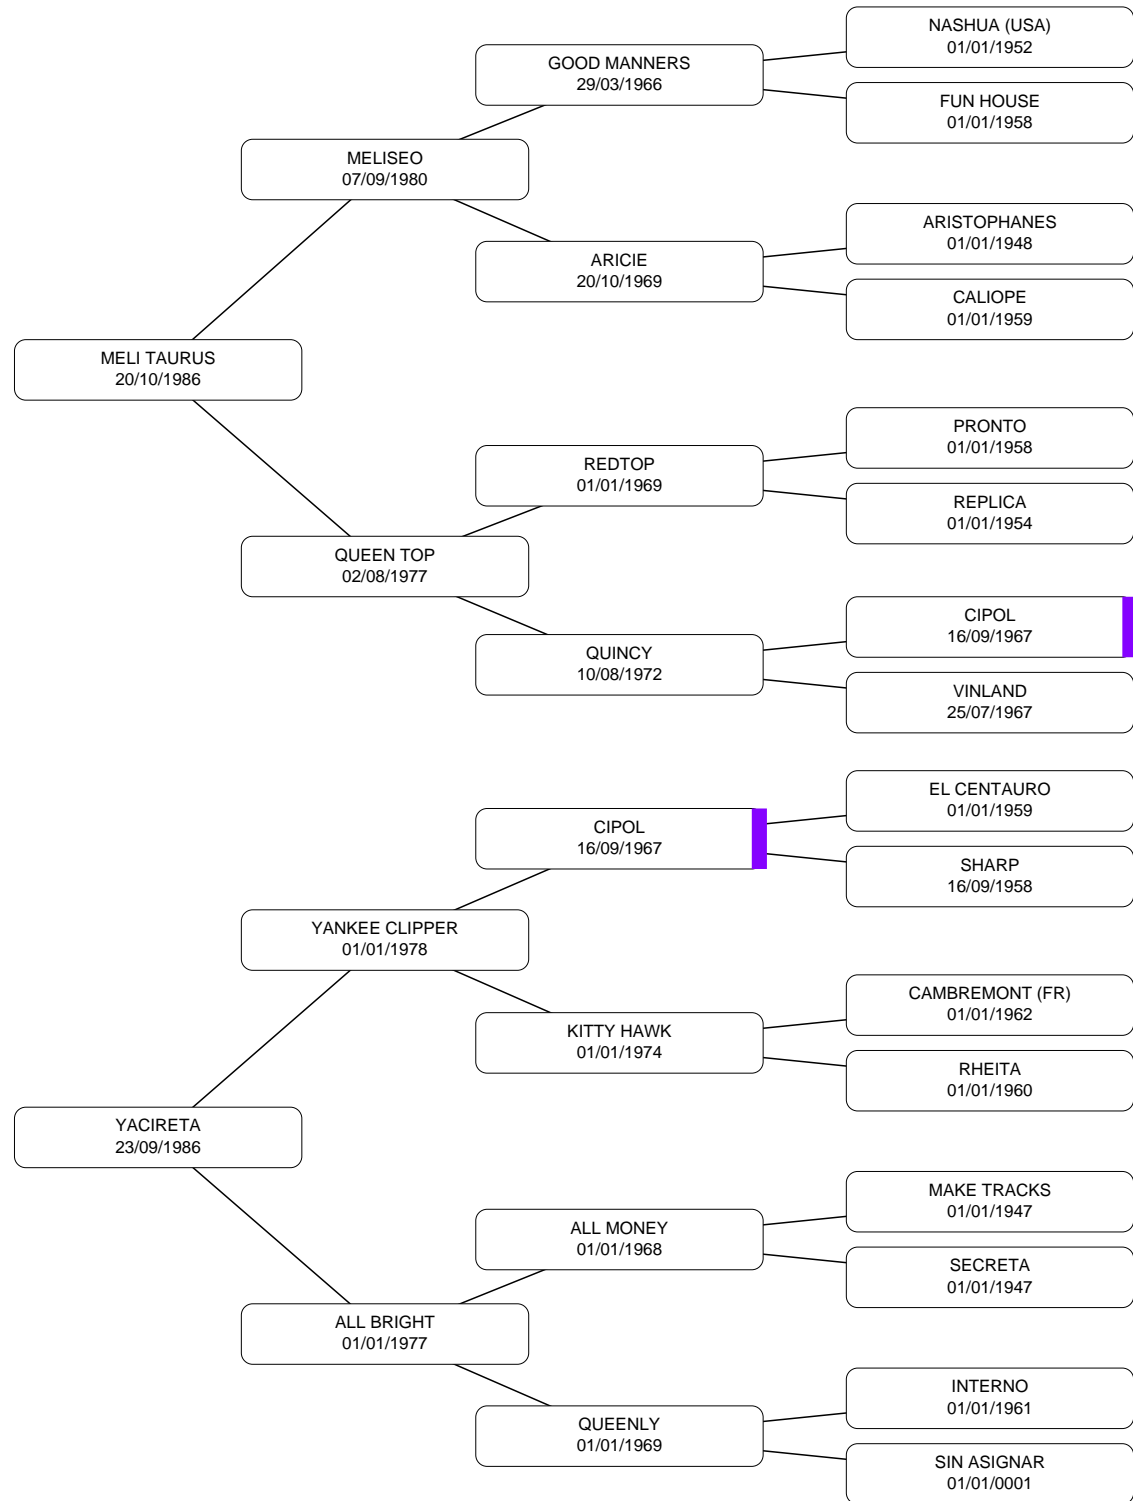 NASHUA (USA)
01/01/1952
GOOD MANNERS
29/03/1966
FUN HOUSE
01/01/1958
MELISEO
07/09/1980
ARISTOPHANES
01/01/1948
ARICIE
20/10/1969
CALIOPE
01/01/1959
MELI TAURUS
20/10/1986
PRONTO
01/01/1958
REDTOP
01/01/1969
REPLICA
01/01/1954
QUEEN TOP
02/08/1977
CIPOL
16/09/1967
QUINCY
10/08/1972
VINLAND
25/07/1967
EL CENTAURO
01/01/1959
CIPOL
16/09/1967
SHARP
16/09/1958
YANKEE CLIPPER
01/01/1978
CAMBREMONT (FR)
01/01/1962
KITTY HAWK
01/01/1974
RHEITA
01/01/1960
YACIRETA
23/09/1986
MAKE TRACKS
01/01/1947
ALL MONEY
01/01/1968
SECRETA
01/01/1947
ALL BRIGHT
01/01/1977
INTERNO
01/01/1961
QUEENLY
01/01/1969
SIN ASIGNAR
01/01/0001